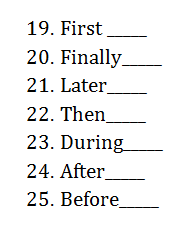 19. First _____
20. Finally_____
21. Later_____
22. Then_____
23. During_____
24. After_____
25. Before_____